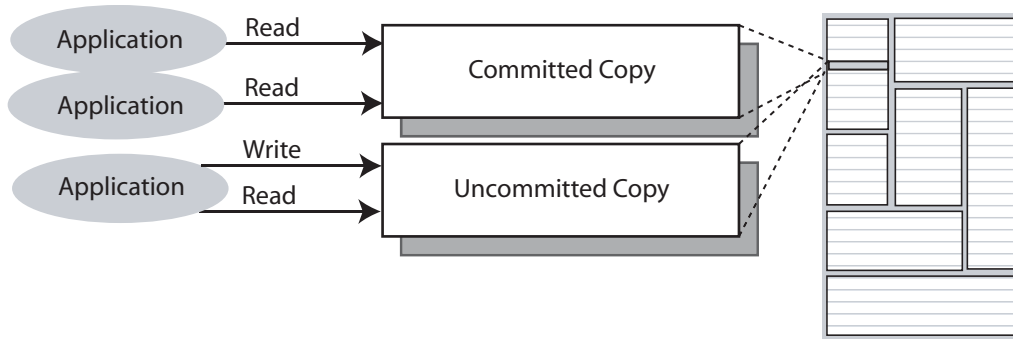 Application
Read
Committed Copy
Application
Read
Write
Application
Uncommitted Copy
Read